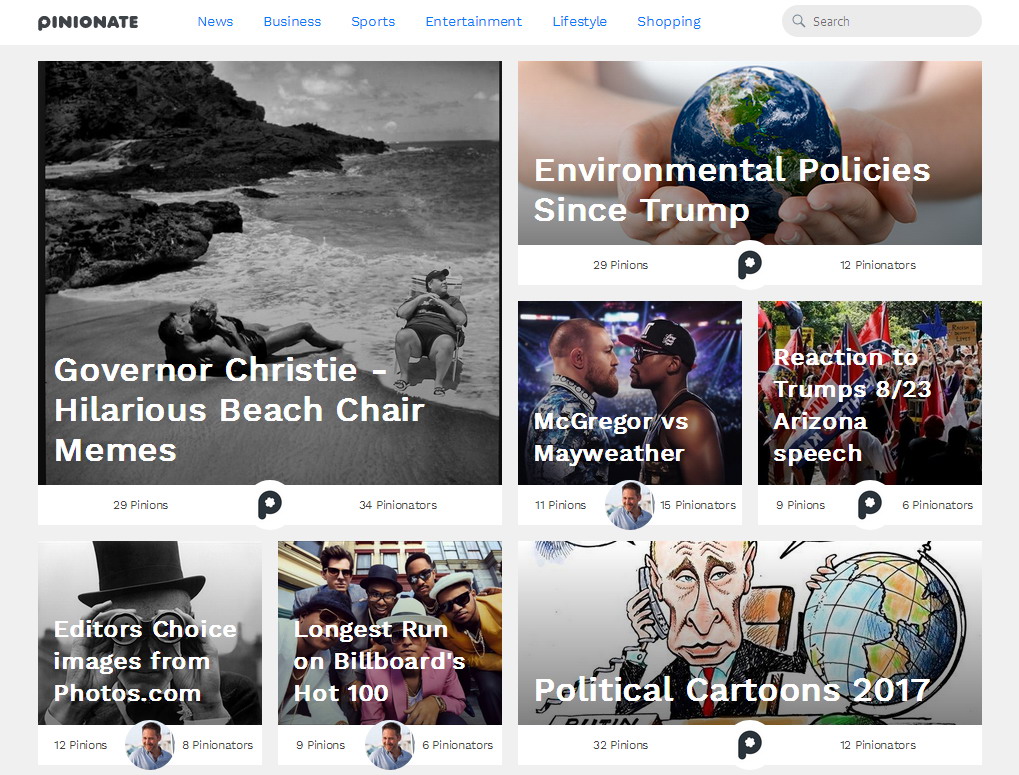 PINIONATE
News Business Sports Entertainment Lifestyle Shopping
Search
Governor Christie -
Hilarious Beach Chair
Memes
29 Pinions 34 Pinionators
Environmental Policies
Since Trump
29 Pinions 12 Pinionators
McGregor vs
Mayweather
11 Pinions 15 Pinionators
Reaction to
Trumps 8/23
Arizona
speech
9 Pinions 6 Pinionators
Editors Choice
images from
Photos.com
12 Pinions 8 Pinionators
Longest Run
on Billboard's
Hot 100
9 Pinions 6 Pinionators
Political Cartoons 2017
PUTIN
32 Pinions 12 Pinionators